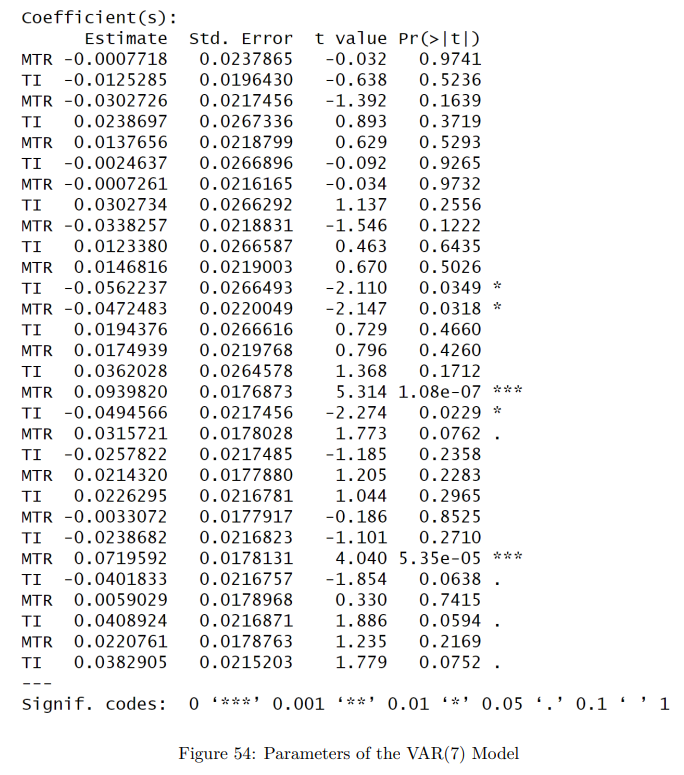 Coefficient(s):
Estimate Std. Error t value Pr(>|t|)
MTR -0.0007718 0.0237865 -0.032 0.9741
TI -0.0125285 0.0196430 -0.638 0.5236
MTR -0.0302726 0.0217456 -1.392 0.1639
TI 0.0238697 0.0267336 0.893 0.3719
MTR 0.0137656 0.0218799 0.629 0.5293
TI -0.0024637 0.0266896 -0.092 0.9265
MTR -0.0007261 0.0216165 -0.034 0.9732
TI 0.0302734 0.0266292 1.137 0.2556
MTR -0.0338257 0.0218831 -1.546 0.1222
TI 0.0123380 0.0266587 0.463 0.6435
MTR 0.0146816 0.0219003 0.670 0.5026
TI -0.0562237 0.0266493 -2.110 0.0349 *
MTR -0.0472483 0.0220049 -2.147 0.0318 *
TI 0.0194376 0.0266616 0.729 0.4660
MTR 0.0174939 0.0219768 0.796 0.4260
TI 0.0362028 0.0264578 1.368 0.1712
MTR 0.0939820 0.0176873 5.314 1.08e-07 ***
TI -0.0494566 0.0217456 -2.274 0.0229 *
MTR 0.0315721 0.0178028 1.773 0.0762 .
TI -0.0257822 0.0217485 -1.185 0.2358
MTR 0.0214320 0.0177880 1.205 0.2283
TI 0.0226295 0.0216781 1.044 0.2965
MTR -0.0033072 0.0177917 -0.186 0.8525
TI -0.0238682 0.0216823 -1.101 0.2710
MTR 0.0719592 0.0178131 4.040 5.35e-05 ***
TI -0.0401833 0.0216757 -1.854 0.0638 .
MTR 0.0059029 0.0178968 0.330 0.7415
TI 0.0408924 0.0216871 1.886 0.0594 .
MTR 0.0220761 0.0178763 1.235 0.2169
TI 0.0382905 0.0215203 1.779 0.0752 .
---
Signif. codes: 0 ‘***’ 0.001 ‘**’ 0.01 ‘*’ 0.05 ‘.’ 0.1 ‘ ’ 1
Figure 54: Parameters of the VAR(7) Model